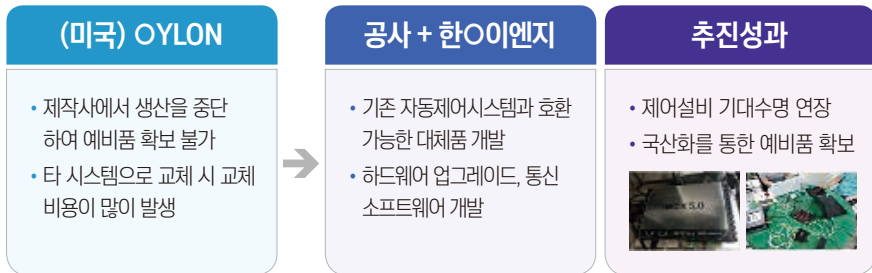 (미국) OYLON
• 제작사에서 생산을 중단
하여 예비품 확보 불가
• 타 시스템으로 교체 시 교체
비용이 많이 발생
공사 + 한O이엔지
• 기존 자동제어시스템과 호환
가능한 대체품 개발
• 하드웨어 업그레이드, 통신
소프트웨어 개발
추진성과
• 제어설비 기대수명 연장
• 국산화를 통한 예비품 확보
5.0